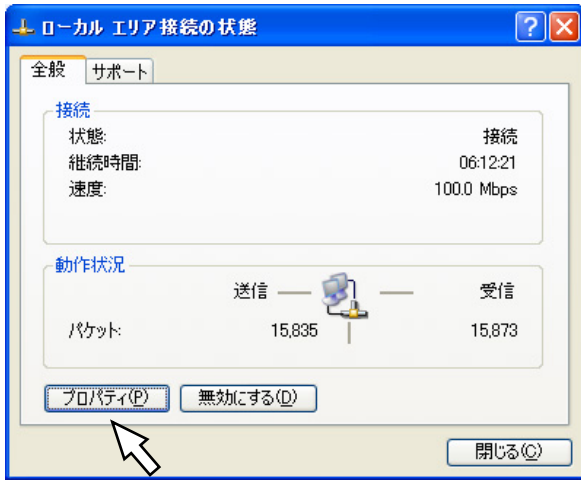 ローカル エリア接続の状態
全般 サポート
接続
状態: 接続
継続時間: 06:12:21
速度: 100.0 Mbps
動作状況
送信 受信
パケット: 15,835 15,873
プロパティ(P) 無効にする(D)
閉じる(C)